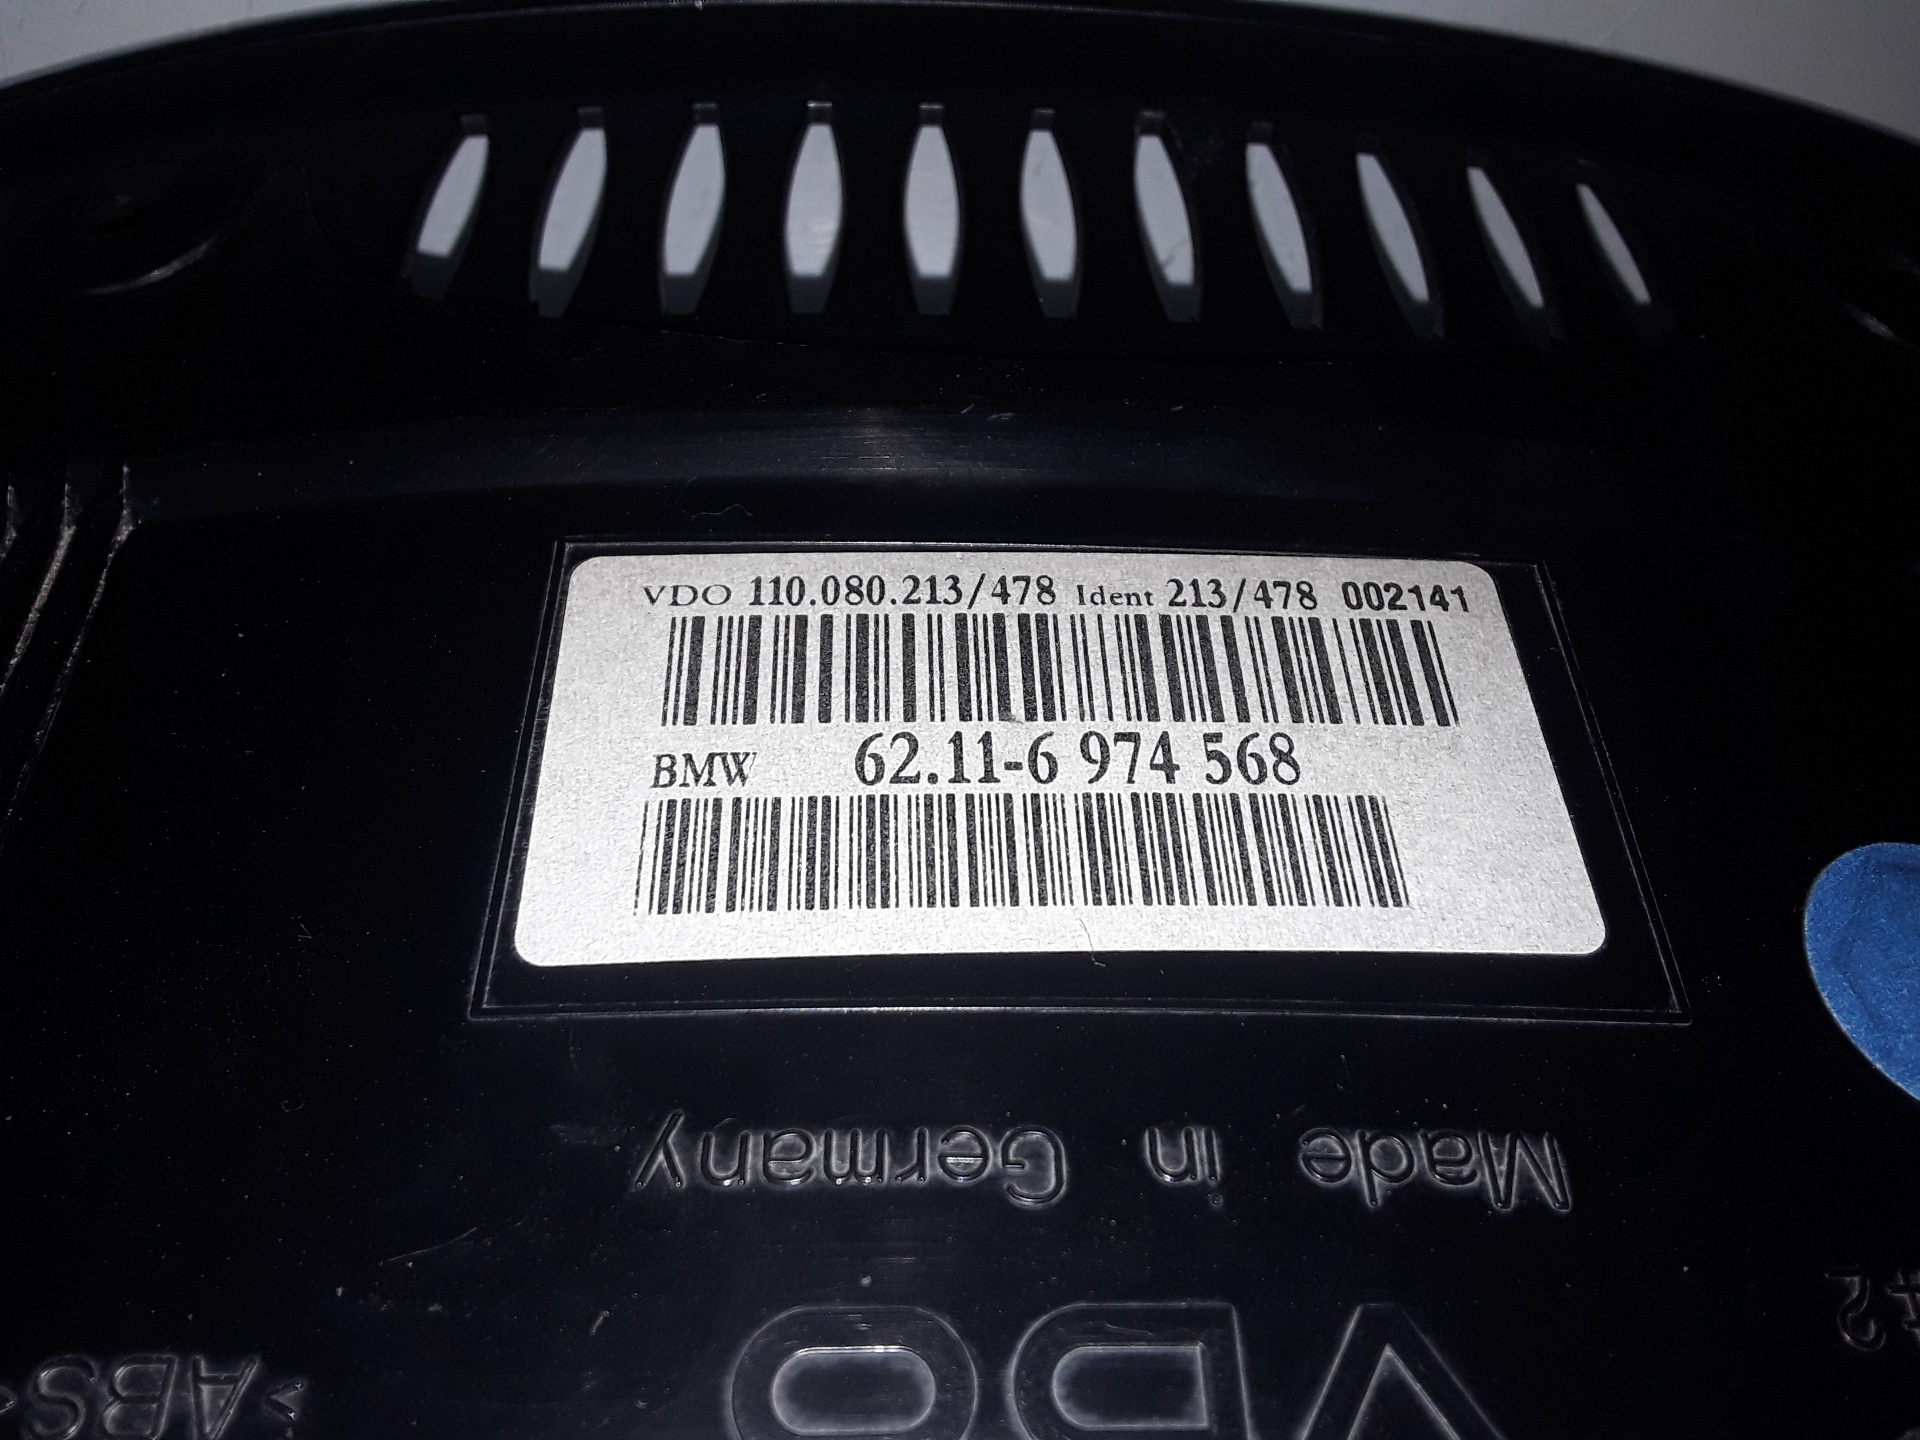 VDO 110.080.213/478 Ident 213/478 002141
BMW 62.11-6 974 568
Made in Germany
VDO
>ABS<